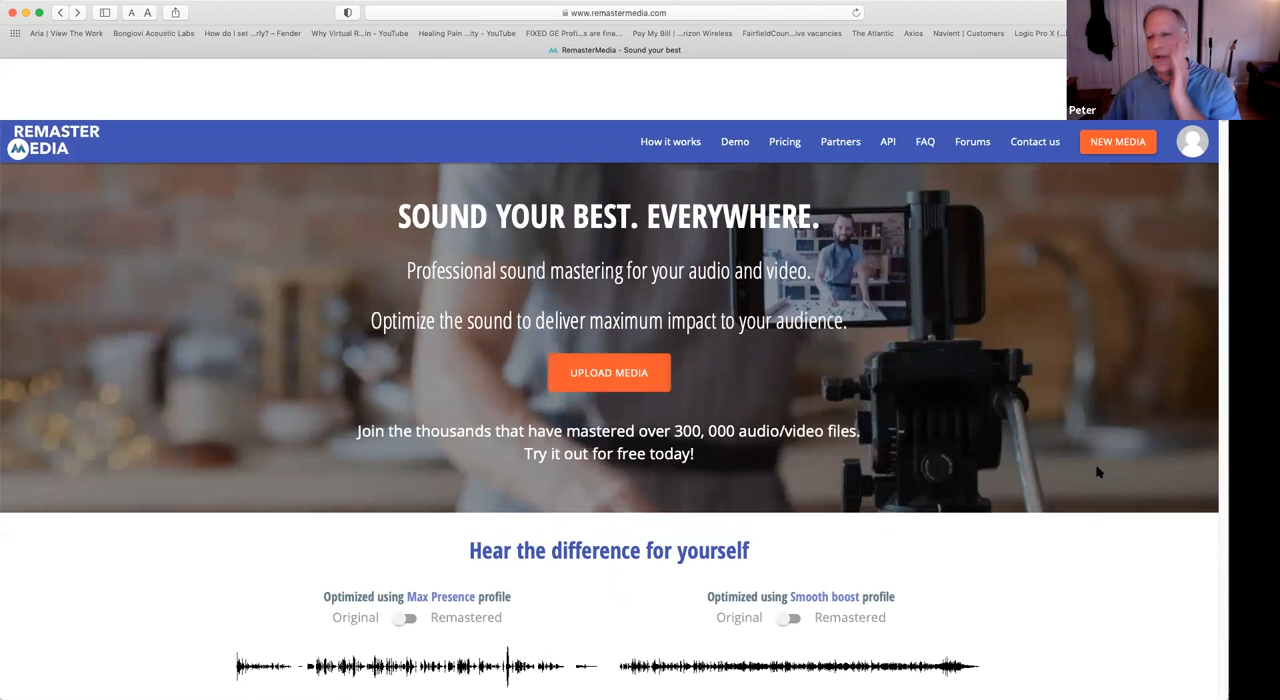 A A
www.remastermedia.com
Aria | View The Work
Bongiovi Acoustic Labs
How do I set ...rly? – Fender
Why Virtual R...in - YouTube
Healing Pain ...ity - YouTube
FIXED GE Profi...s are fine...
Pay My Bill |...rizon Wireless
FairfieldCoun...ive vacancies
The Atlantic
Axios
Navient | Customers
Logic Pro X (...
RemasterMedia - Sound your best
Peter
REMASTER
MEDIA
How it works
Demo
Pricing
Partners
API
FAQ
Forums
Contact us
NEW MEDIA
SOUND YOUR BEST. EVERYWHERE.
Professional sound mastering for your audio and video.
Optimize the sound to deliver maximum impact to your audience.
UPLOAD MEDIA
Join the thousands that have mastered over 300, 000 audio/video files.
Try it out for free today!
Hear the difference for yourself
Optimized using Max Presence profile
Original Remastered
Optimized using Smooth boost profile
Original Remastered